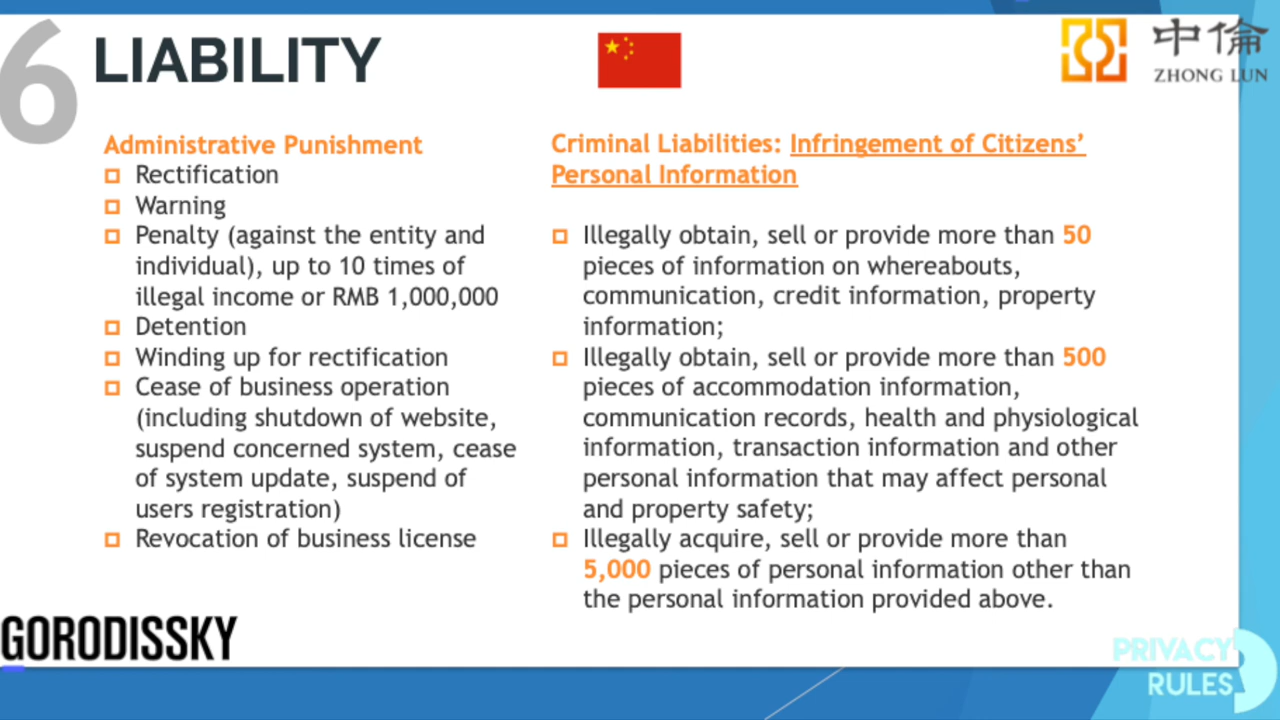 6 LIABILITY
中倫
ZHONG LUN
Administrative Punishment
Rectification
Warning
Penalty (against the entity and
individual), up to 10 times of
illegal income or RMB 1,000,000
Detention
Winding up for rectification
Cease of business operation
(including shutdown of website,
suspend concerned system, cease
of system update, suspend of
users registration)
Revocation of business license
Criminal Liabilities: Infringement of Citizens’
Personal Information
Illegally obtain, sell or provide more than 50
pieces of information on whereabouts,
communication, credit information, property
information;
Illegally obtain, sell or provide more than 500
pieces of accommodation information,
communication records, health and physiological
information, transaction information and other
personal information that may affect personal
and property safety;
Illegally acquire, sell or provide more than
5,000 pieces of personal information other than
the personal information provided above.
GORODISSKY
PRIVACY
RULES